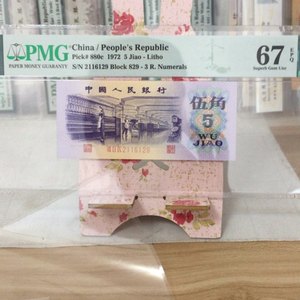 PMG
PAPER MONEY GUARANTY
China / People's Republic
Pick# 880c 1972 5 Jiao - Litho
S/N 2116129 Block 829 - 3 R. Numerals
67 EPQ
Superb Gem Unc
中国人民银行
伍角
5
WU
JIAO
2116129